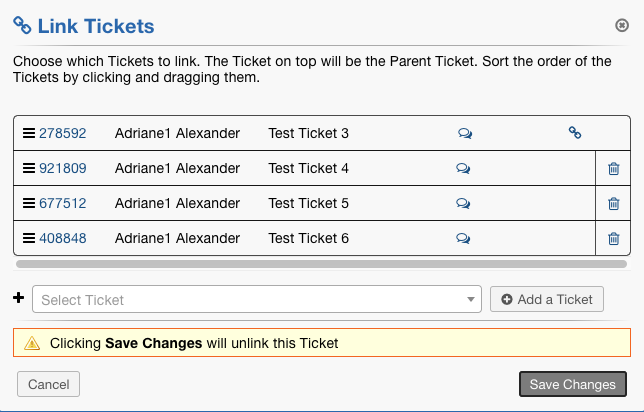 Link Tickets
Choose which Tickets to link. The Ticket on top will be the Parent Ticket. Sort the order of the
Tickets by clicking and dragging them.
278592 Adriane1 Alexander Test Ticket 3
921809 Adriane1 Alexander Test Ticket 4
677512 Adriane1 Alexander Test Ticket 5
408848 Adriane1 Alexander Test Ticket 6
Select Ticket Add a Ticket
Clicking Save Changes will unlink this Ticket
Cancel Save Changes